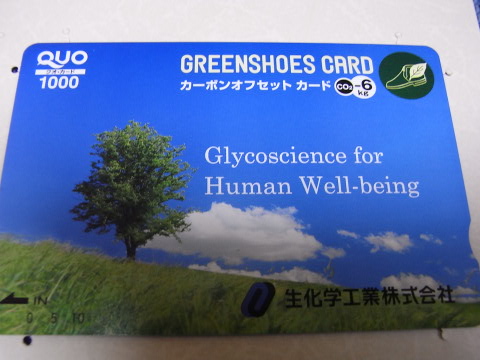 QUO
クオ・カード
1000
GREENSHOES CARD
カーボンオフセット カード
CO₂ -6 kg
Glycoscience for
Human Well-being
生化学工業株式会社
IN
0 5 10